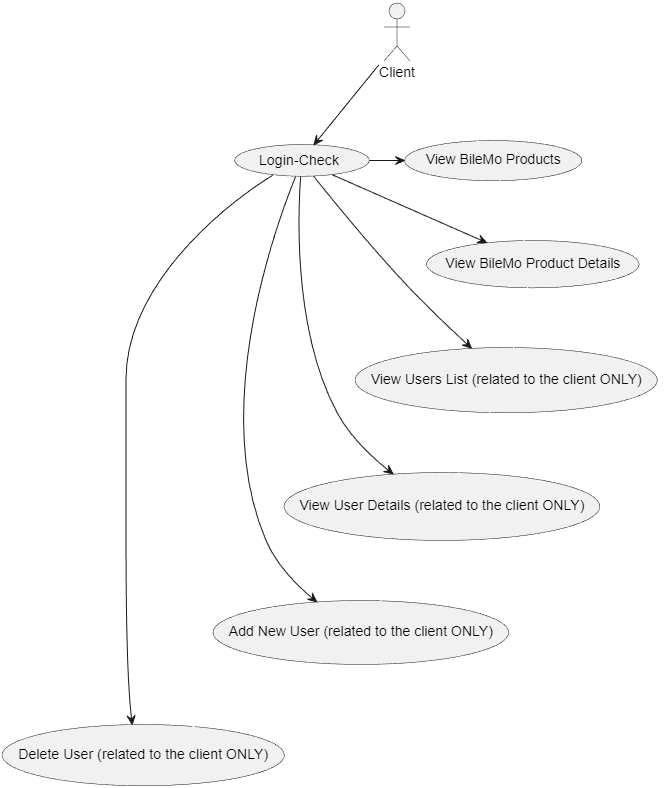 Client
Login-Check
View BileMo Products
View BileMo Product Details
View Users List (related to the client ONLY)
View User Details (related to the client ONLY)
Add New User (related to the client ONLY)
Delete User (related to the client ONLY)